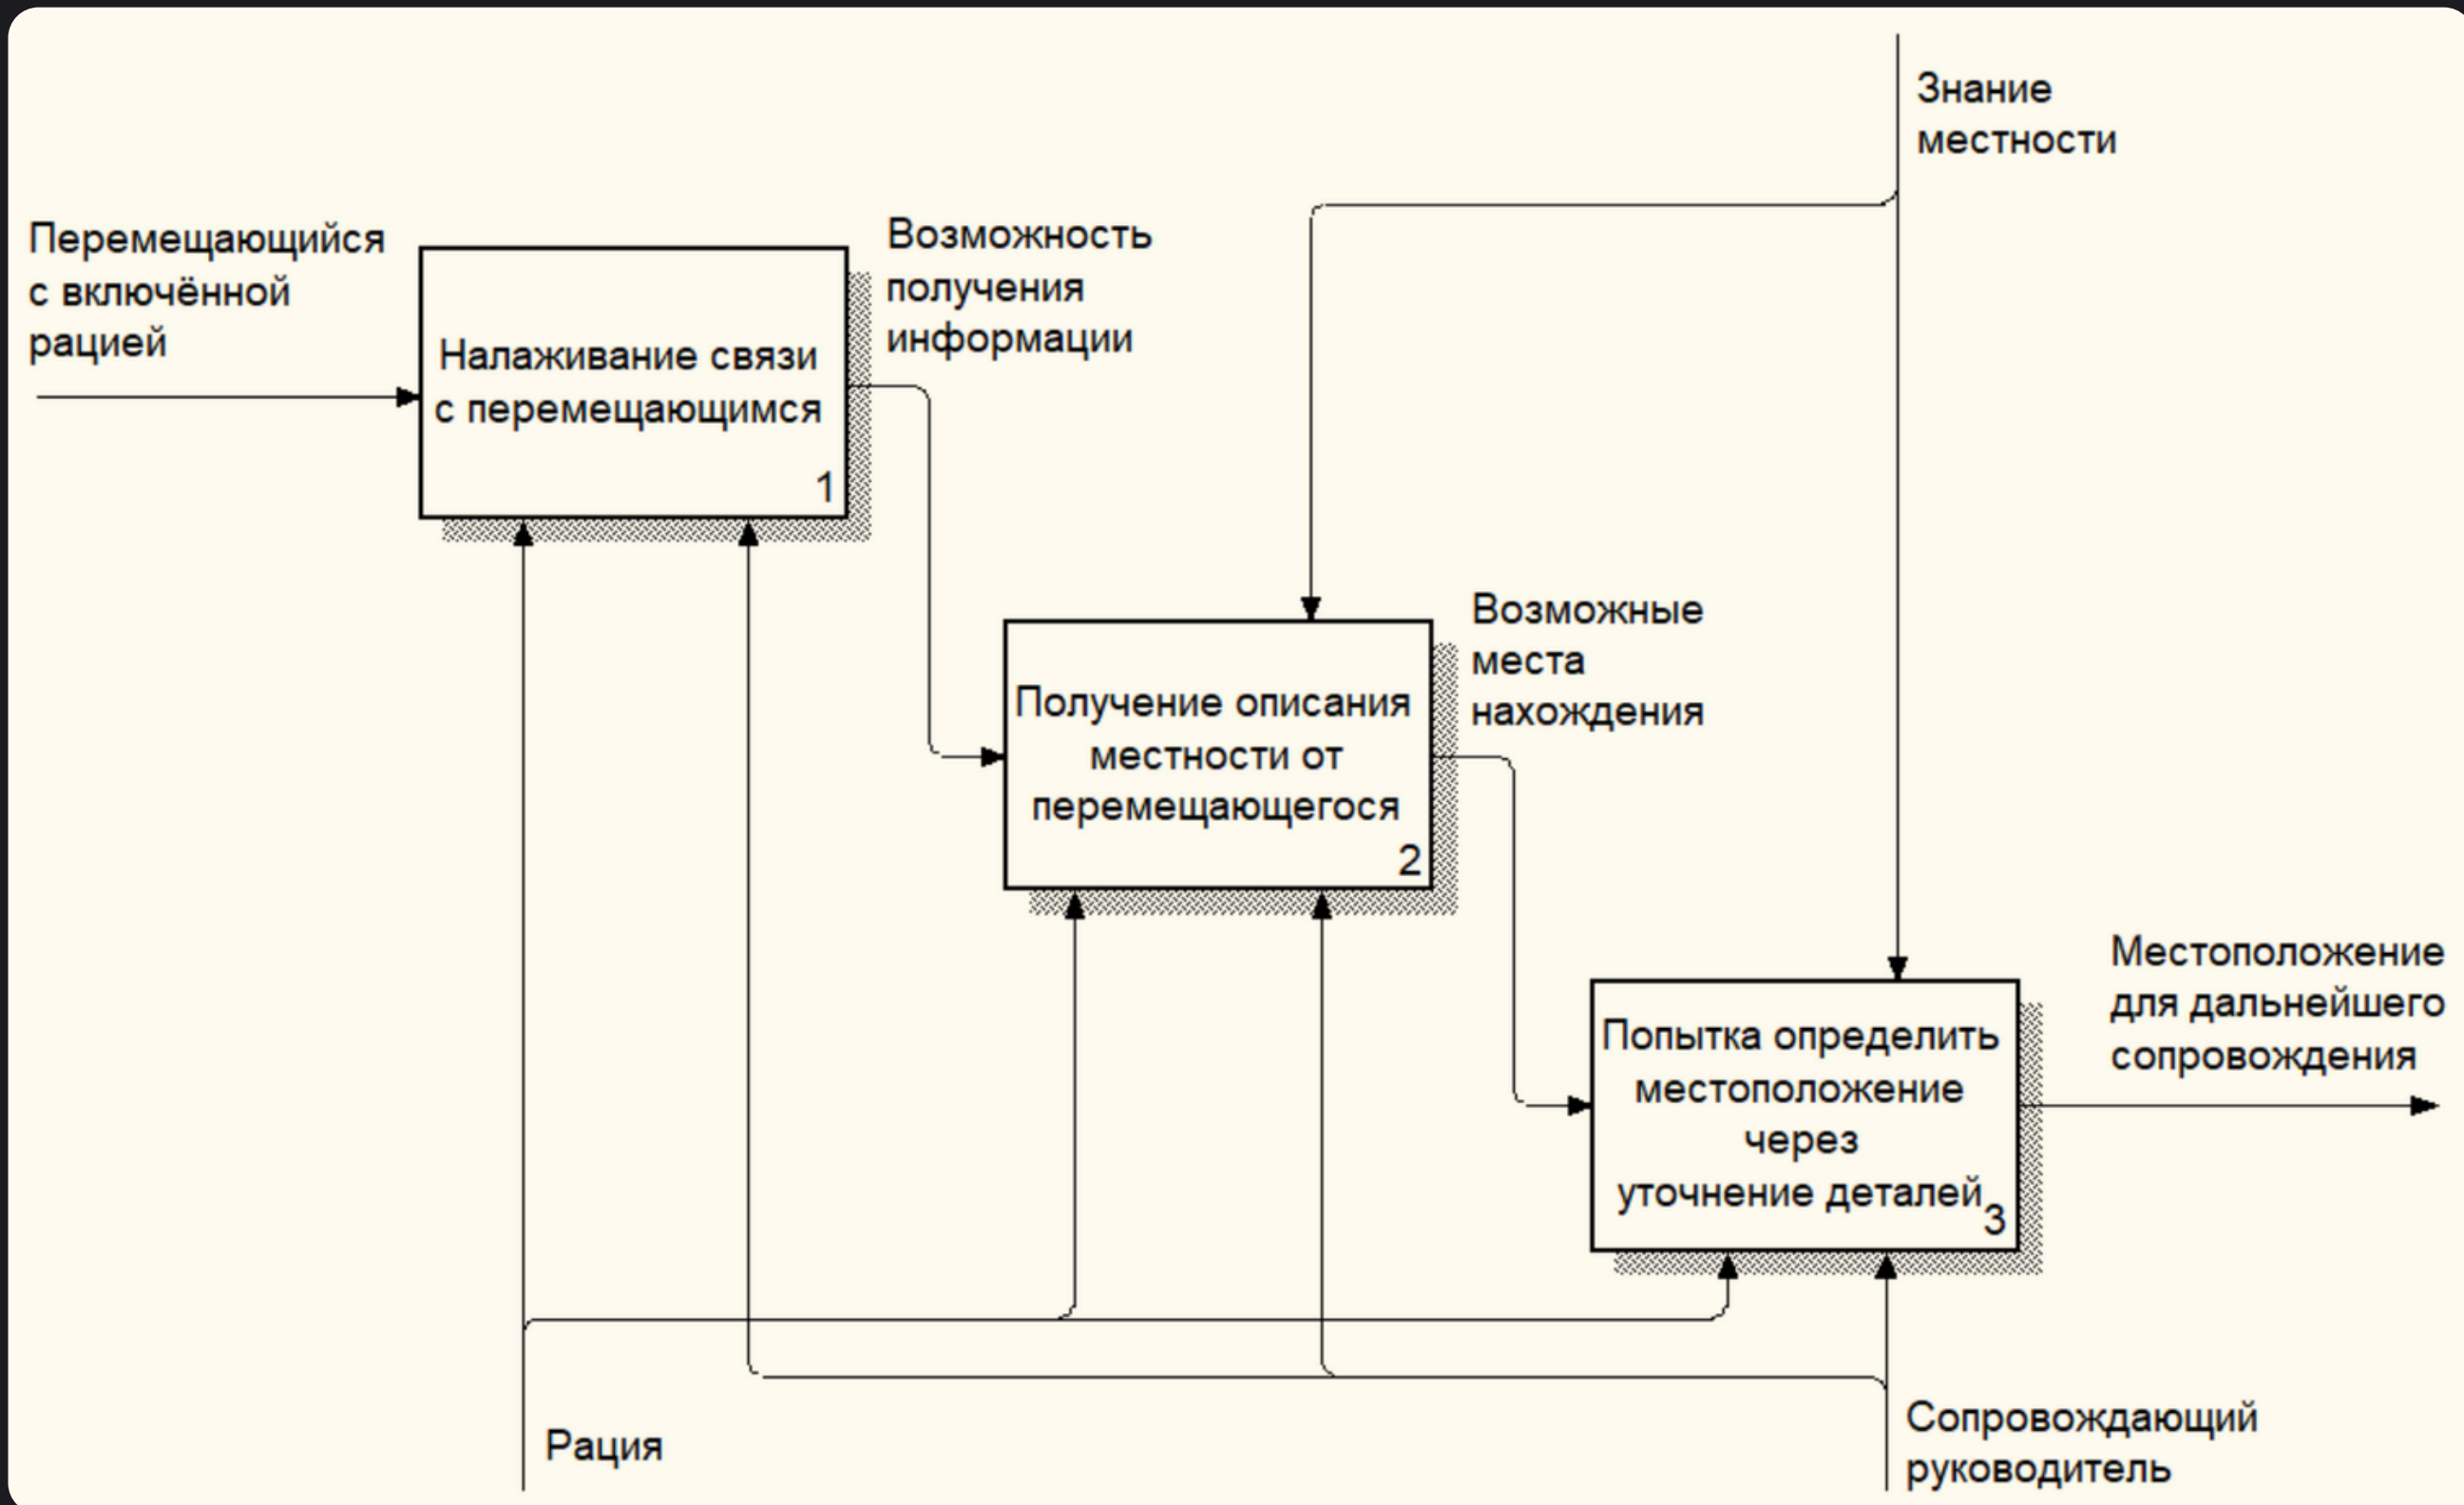 Знание
местности
Перемещающийся
с включённой
рацией
Возможность
получения
информации
Налаживание связи
с перемещающимся
1
Возможные
места
нахождения
Получение описания
местности от
перемещающегося
2
Местоположение
для дальнейшего
сопровождения
Попытка определить
местоположение
через
уточнение деталей
3
Рация
Сопровождающий
руководитель